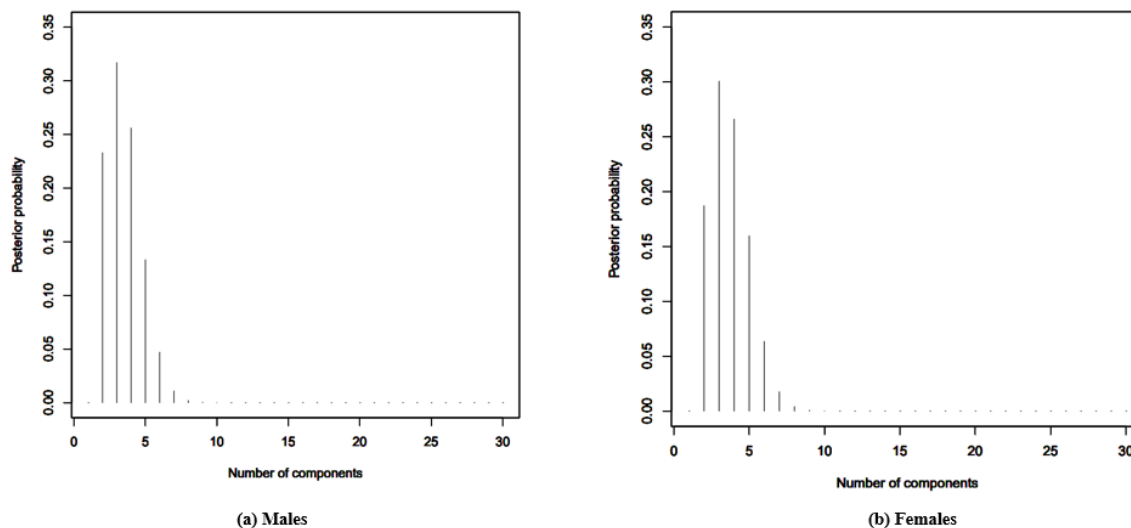 0.35
0.30
0.25
0.20
0.15
0.10
0.05
0.00
Posterior probability
0 5 10 15 20 25 30
Number of components
(a) Males
0.35
0.30
0.25
0.20
0.15
0.10
0.05
0.00
Posterior probability
0 5 10 15 20 25 30
Number of components
(b) Females